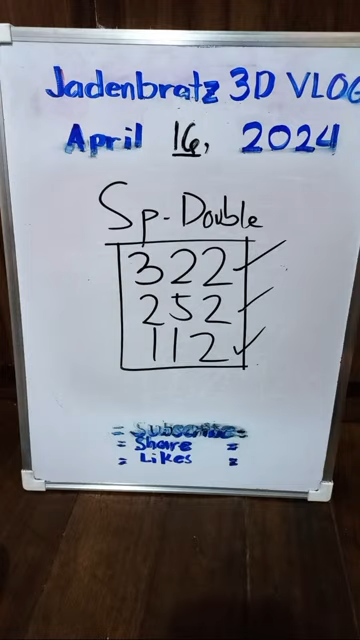 Jadenbratz 3D VLOG
April 16, 2024
Sp-Double
322 ✓
252 ✓
112 ✓
= Subscribe =
= Share =
= Likes =